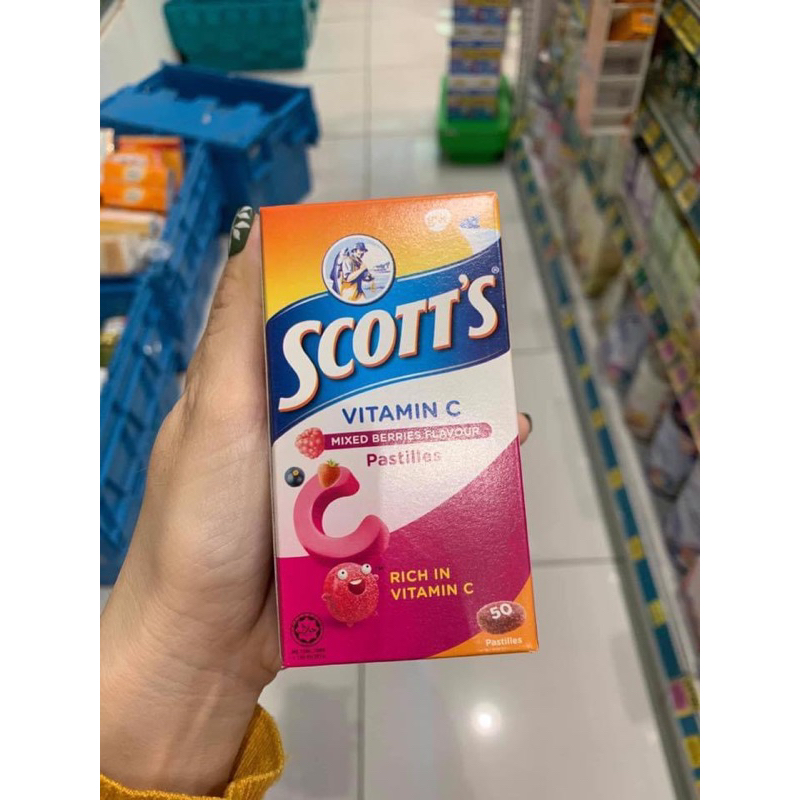 SCOTT'S
VITAMIN C
MIXED BERRIES FLAVOUR
Pastilles
RICH IN
VITAMIN C
50
Pastilles